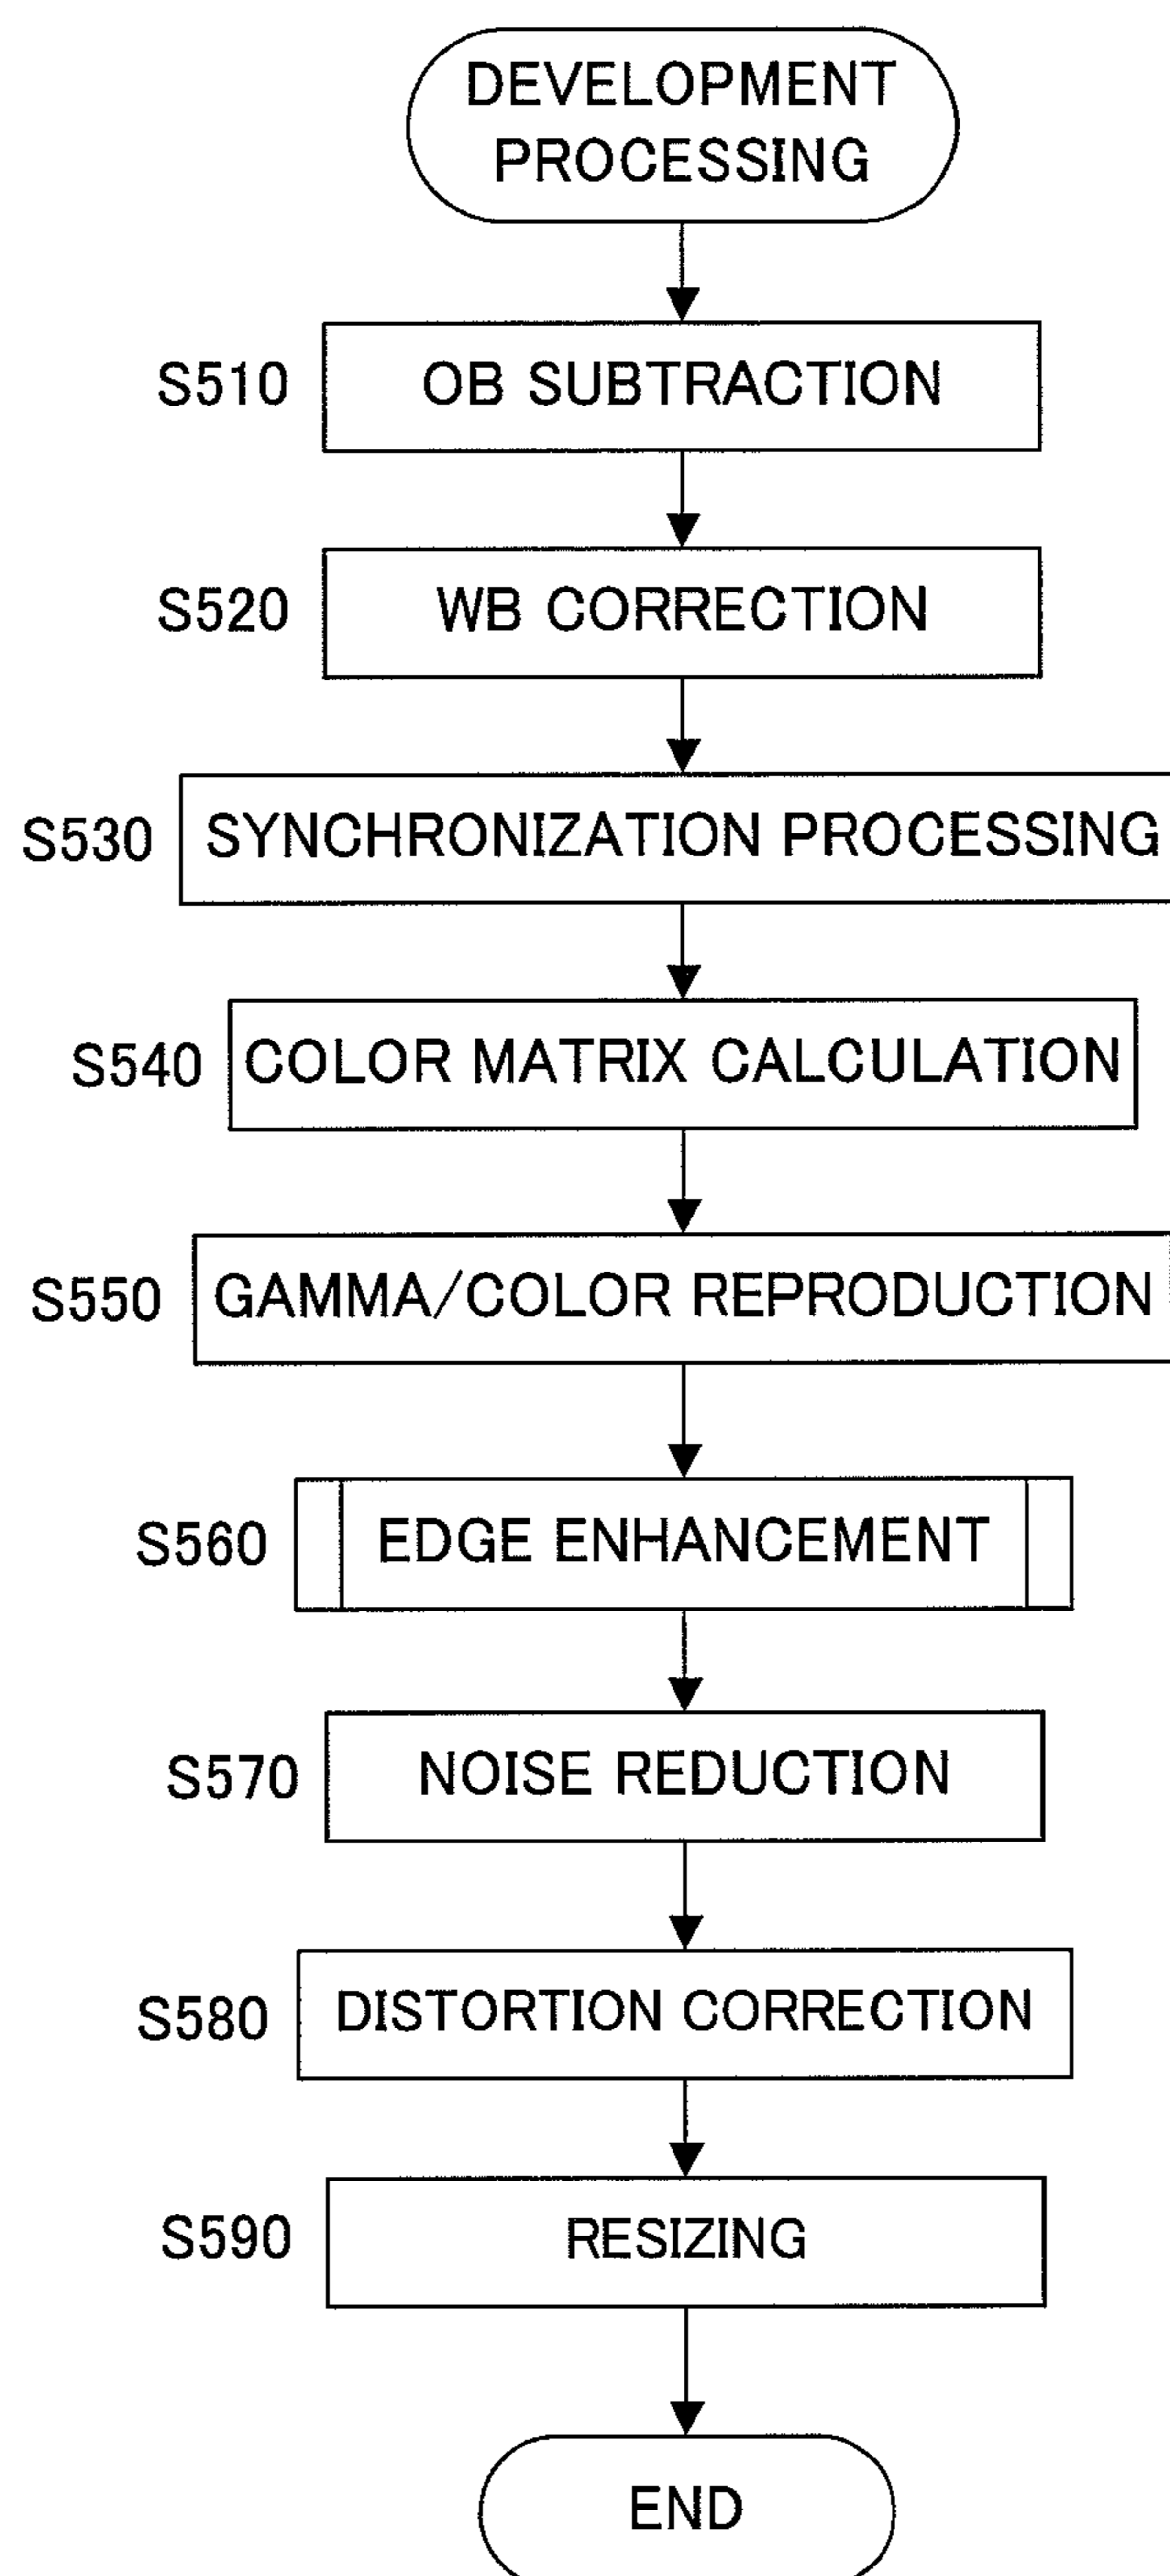 DEVELOPMENT
PROCESSING
S510 OB SUBTRACTION
S520 WB CORRECTION
S530 SYNCHRONIZATION PROCESSING
S540 COLOR MATRIX CALCULATION
S550 GAMMA/COLOR REPRODUCTION
S560 EDGE ENHANCEMENT
S570 NOISE REDUCTION
S580 DISTORTION CORRECTION
S590 RESIZING
END